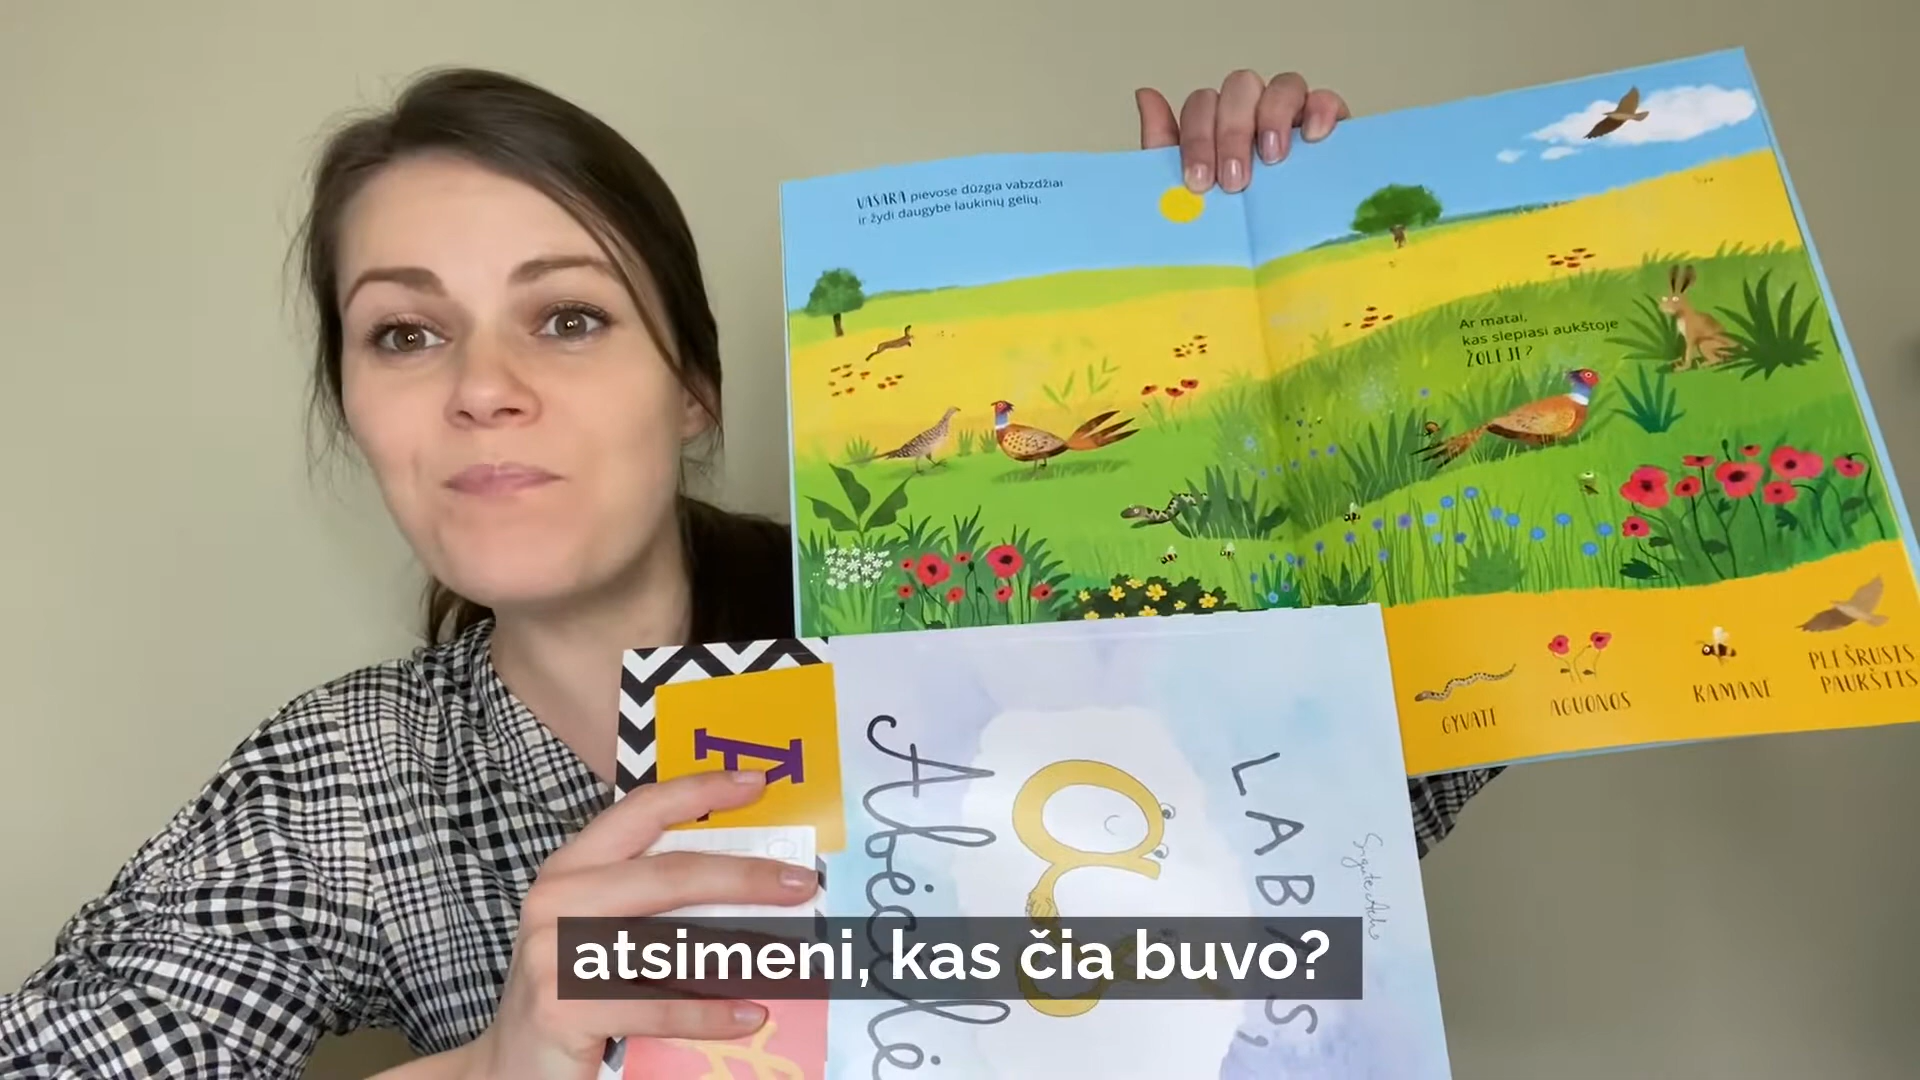 VASARĄ pievose dūzgia vabzdžiai
ir žydi daugybė laukinių gėlių.
Ar matai,
kas slepiasi aukštoje
ŽOLĖJE?
GYVATĖ
AGUONOS
KAMANĖ
PLĖŠRUSIS
PAUKŠTIS
A
Abėcėlė
a
LABAS,
atsimeni, kas čia buvo?